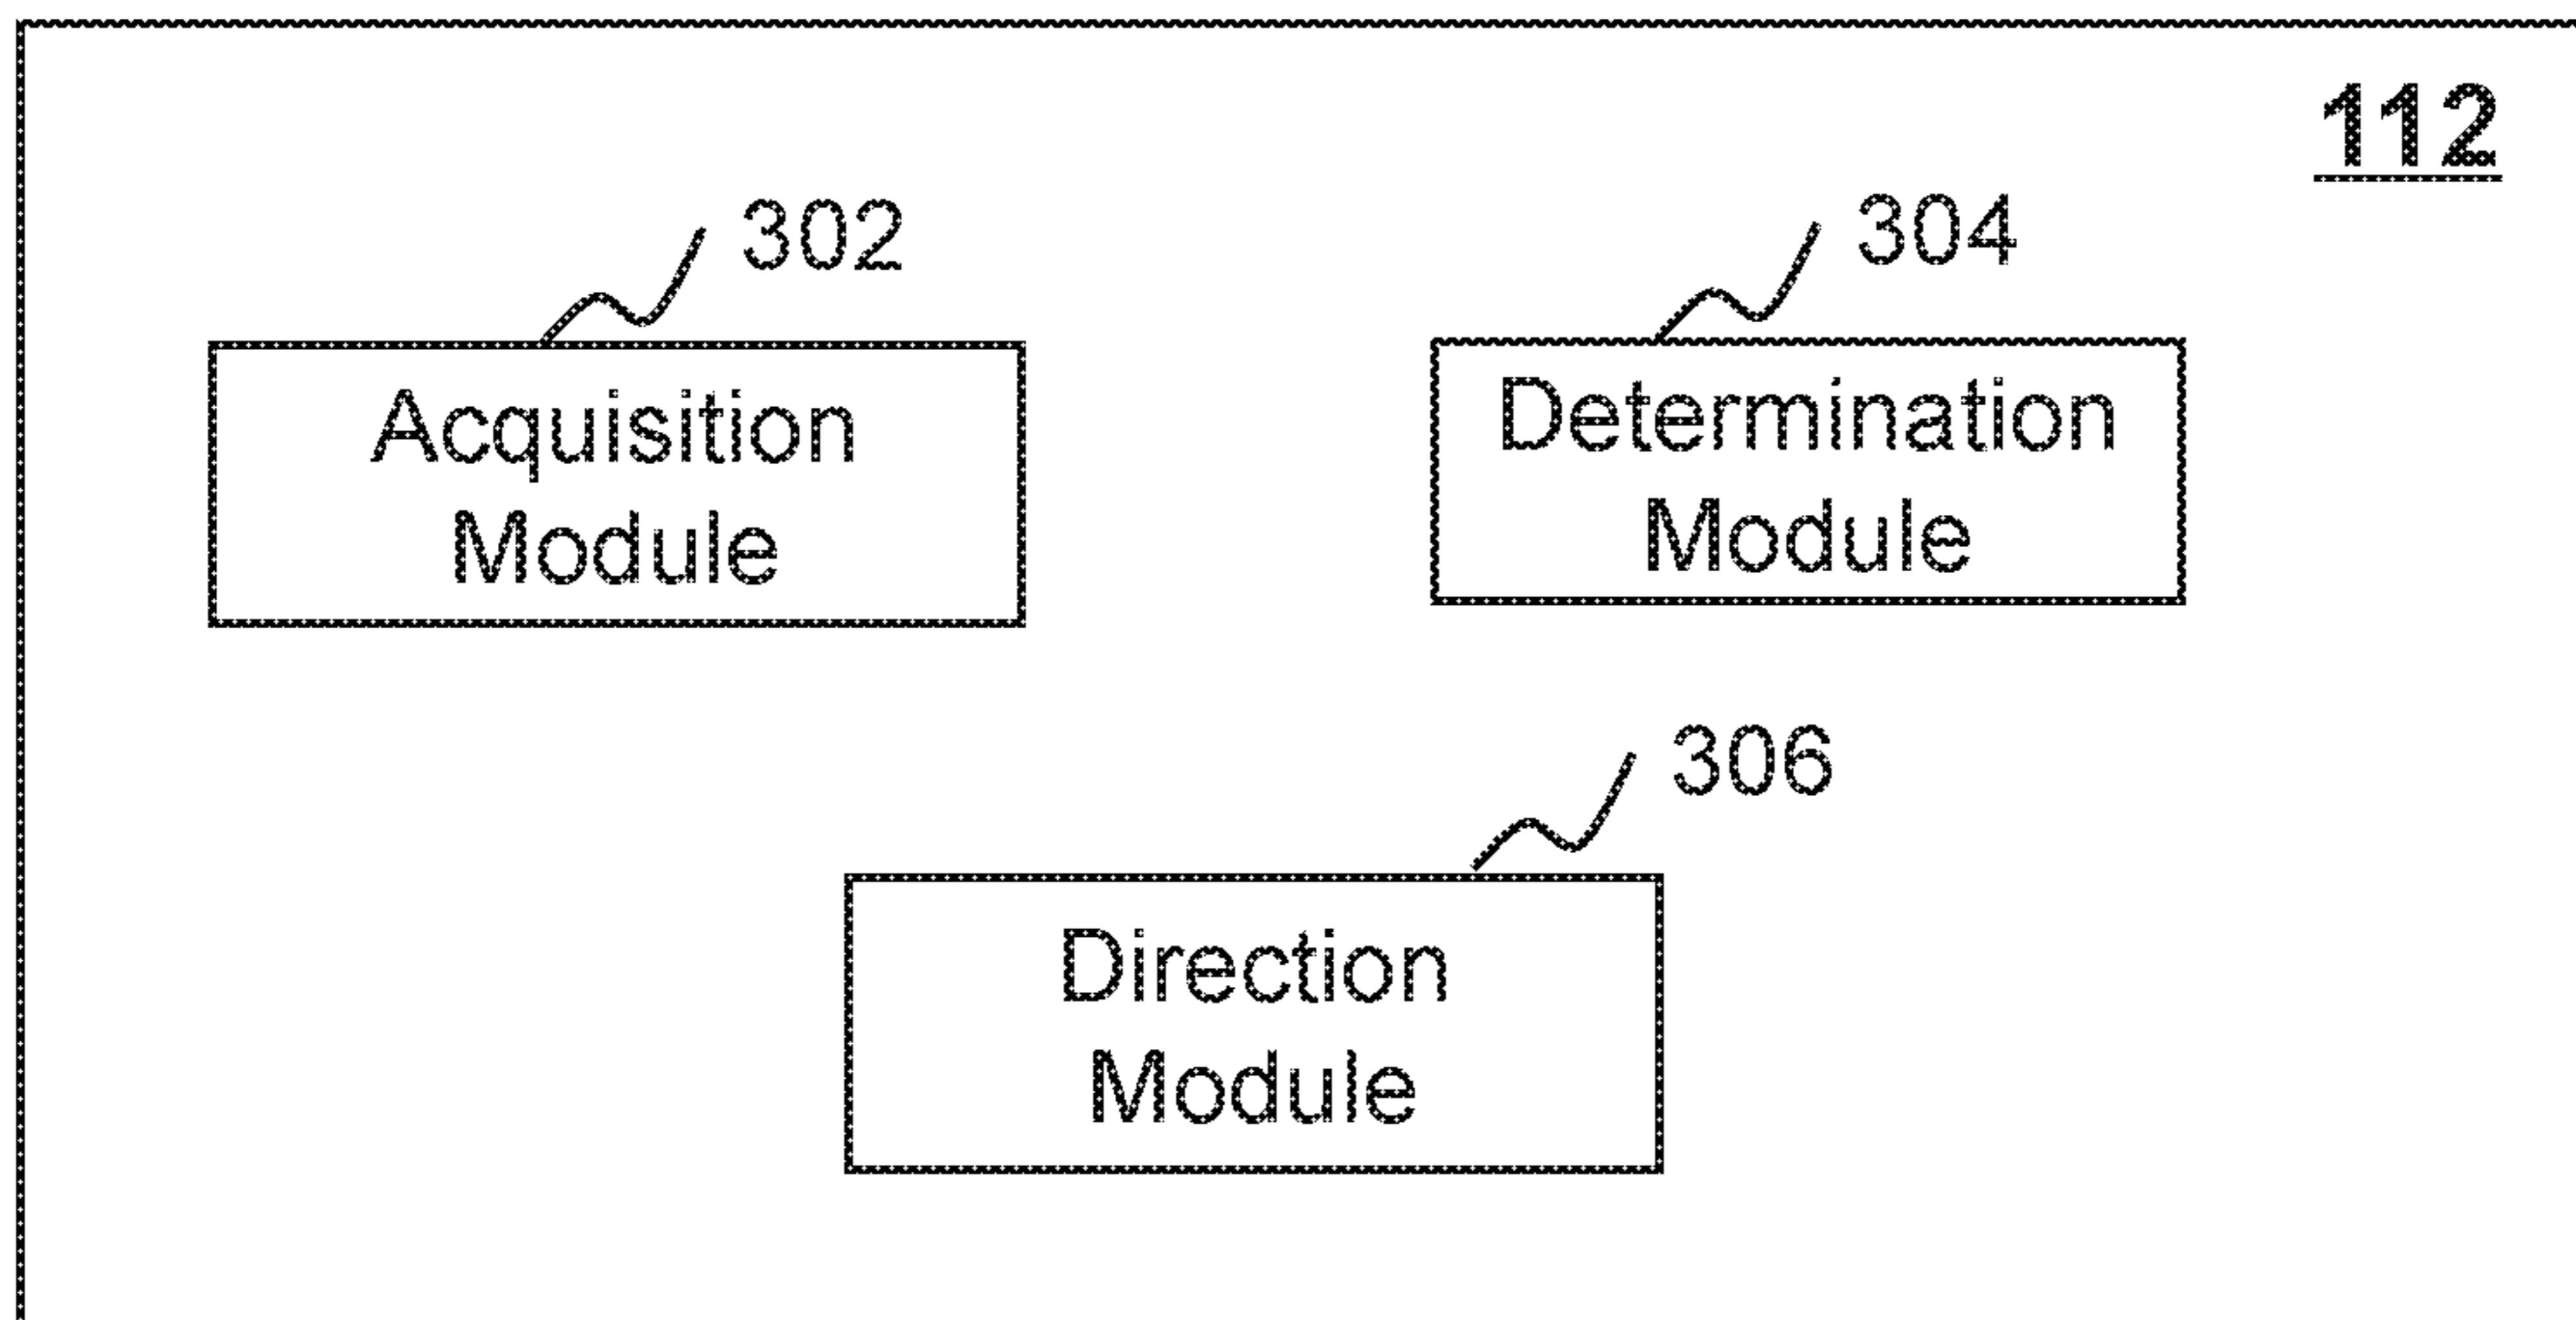 112
302
304
Acquisition
Module
Determination
Module
306
Direction
Module